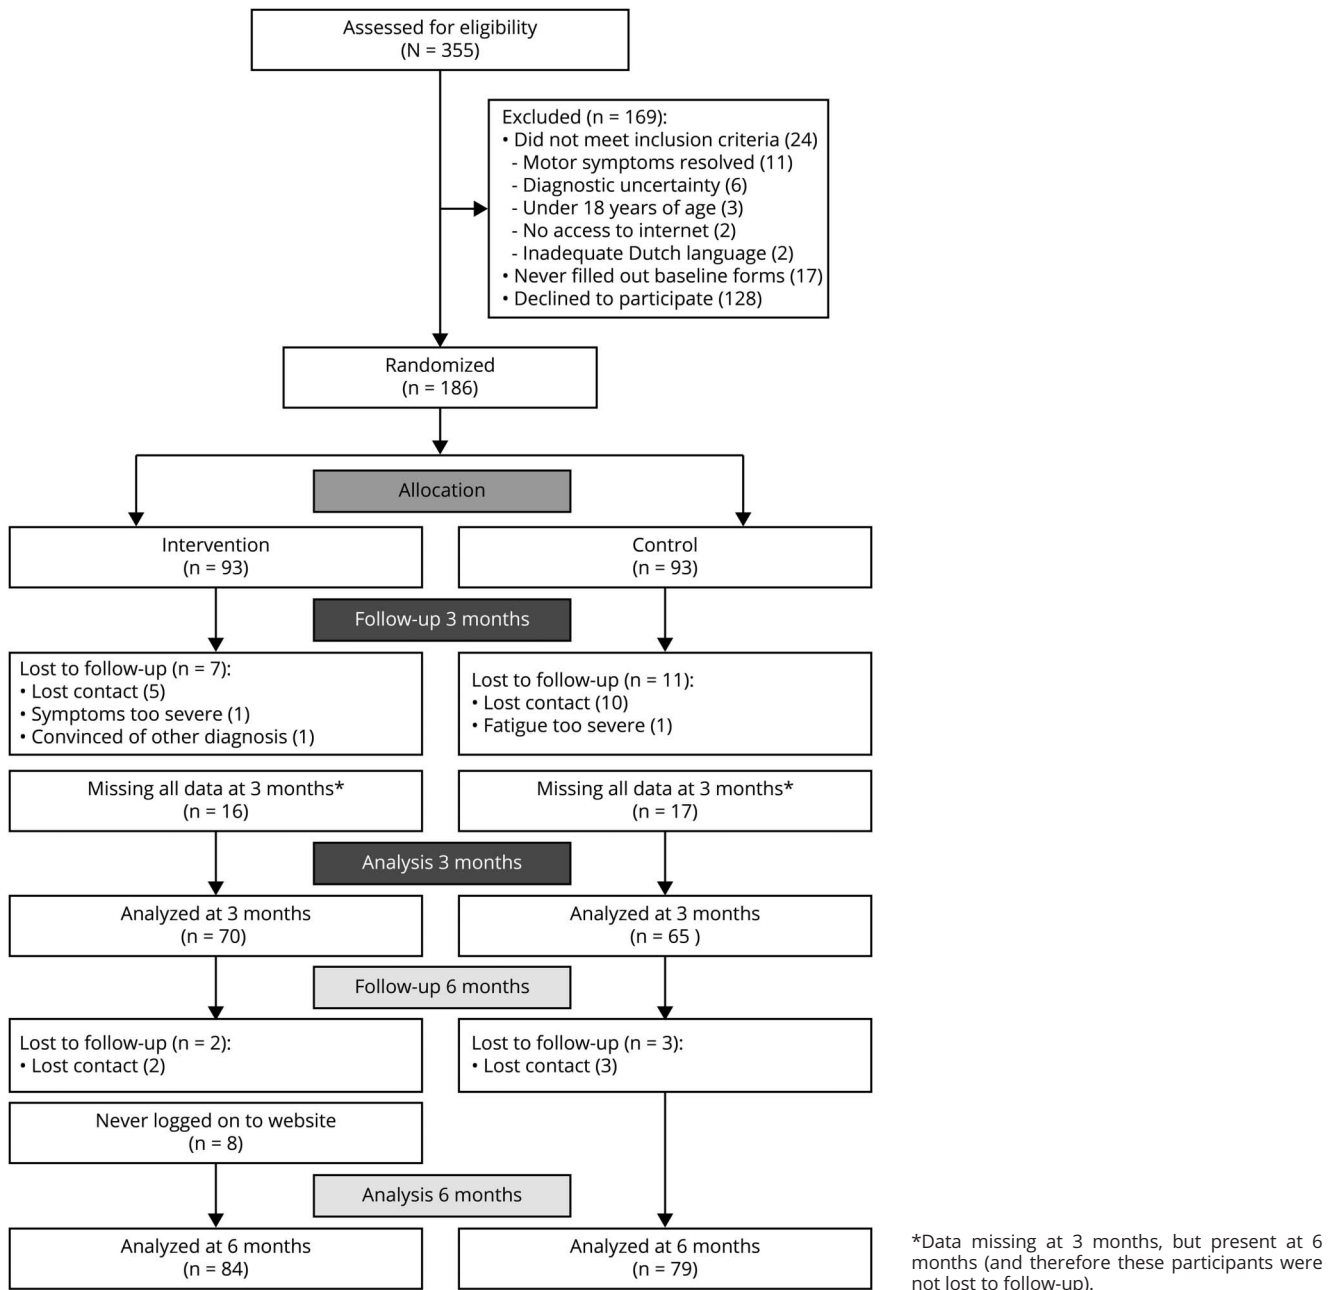 Assessed for eligibility
(N = 355)
Excluded (n = 169):
• Did not meet inclusion criteria (24)
- Motor symptoms resolved (11)
- Diagnostic uncertainty (6)
- Under 18 years of age (3)
- No access to internet (2)
- Inadequate Dutch language (2)
• Never filled out baseline forms (17)
• Declined to participate (128)
Randomized
(n = 186)
Allocation
Intervention
(n = 93)
Control
(n = 93)
Follow-up 3 months
Lost to follow-up (n = 7):
• Lost contact (5)
• Symptoms too severe (1)
• Convinced of other diagnosis (1)
Lost to follow-up (n = 11):
• Lost contact (10)
• Fatigue too severe (1)
Missing all data at 3 months*
(n = 16)
Missing all data at 3 months*
(n = 17)
Analysis 3 months
Analyzed at 3 months
(n = 70)
Analyzed at 3 months
(n = 65 )
Follow-up 6 months
Lost to follow-up (n = 2):
• Lost contact (2)
Lost to follow-up (n = 3):
• Lost contact (3)
Never logged on to website
(n = 8)
Analysis 6 months
Analyzed at 6 months
(n = 84)
Analyzed at 6 months
(n = 79)
*Data missing at 3 months, but present at 6
months (and therefore these participants were
not lost to follow-up).